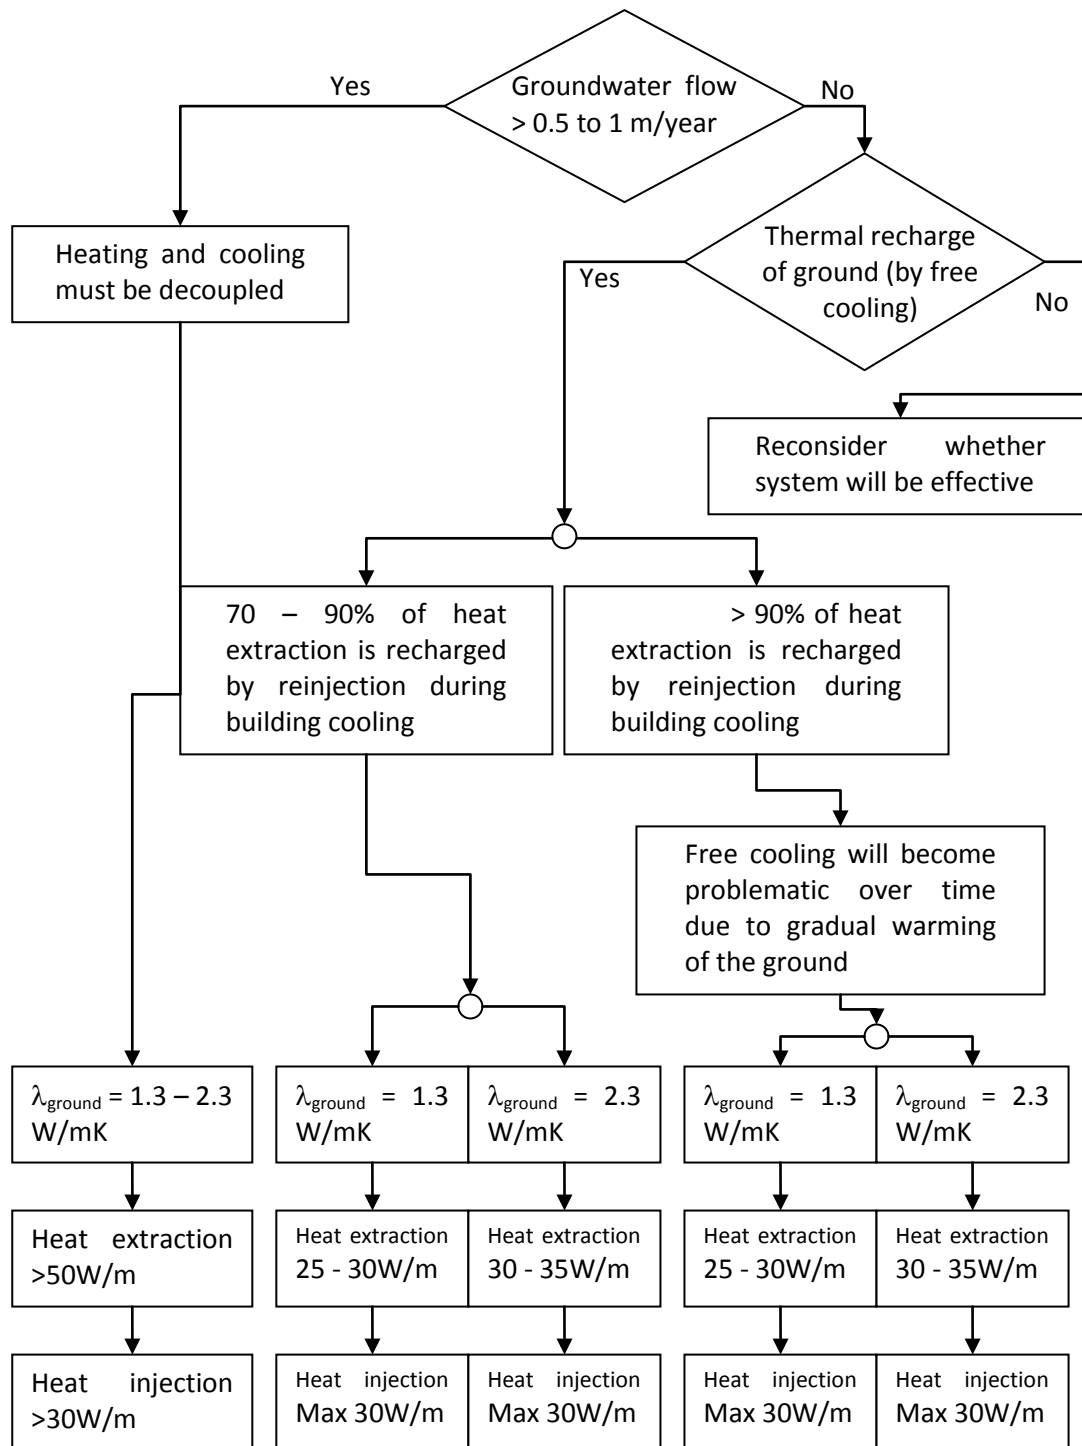 Yes
Groundwater flow
> 0.5 to 1 m/year
No
Heating and cooling
must be decoupled
Thermal recharge
of ground (by free
cooling)
Yes
No
Reconsider whether
system will be effective
70 – 90% of heat
extraction is recharged
by reinjection during
building cooling
> 90% of heat
extraction is recharged
by reinjection during
building cooling
Free cooling will become
problematic over time
due to gradual warming
of the ground
λground = 1.3 – 2.3
W/mK
λground = 1.3
W/mK
λground = 2.3
W/mK
λground = 1.3
W/mK
λground = 2.3
W/mK
Heat extraction
>50W/m
Heat extraction
25 - 30W/m
Heat extraction
30 - 35W/m
Heat extraction
25 - 30W/m
Heat extraction
30 - 35W/m
Heat injection
>30W/m
Heat injection
Max 30W/m
Heat injection
Max 30W/m
Heat injection
Max 30W/m
Heat injection
Max 30W/m